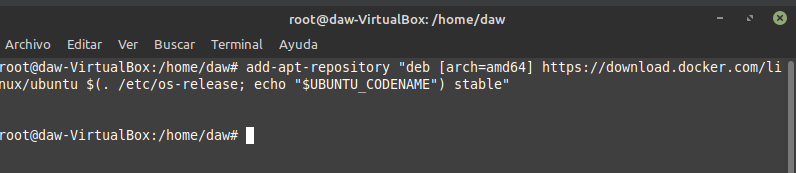 root@daw-VirtualBox: /home/daw
Archivo Editar Ver Buscar Terminal Ayuda
root@daw-VirtualBox:/home/daw# add-apt-repository "deb [arch=amd64] https://download.docker.com/li
nux/ubuntu $(. /etc/os-release; echo "$UBUNTU_CODENAME") stable"
root@daw-VirtualBox:/home/daw#